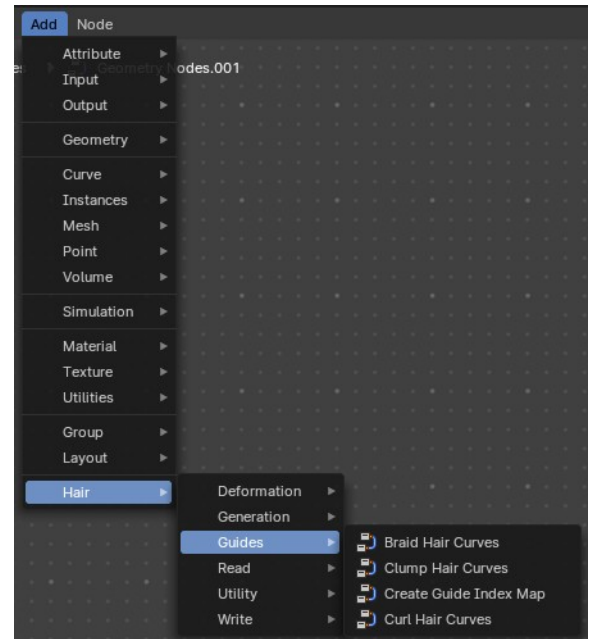 Add Node
Attribute
es Geometry Nodes.001
Input
Output
Geometry
Curve
Instances
Mesh
Point
Volume
Simulation
Material
Texture
Utilities
Group
Layout
Hair
Deformation
Generation
Guides
Read
Utility
Write
Braid Hair Curves
Clump Hair Curves
Create Guide Index Map
Curl Hair Curves